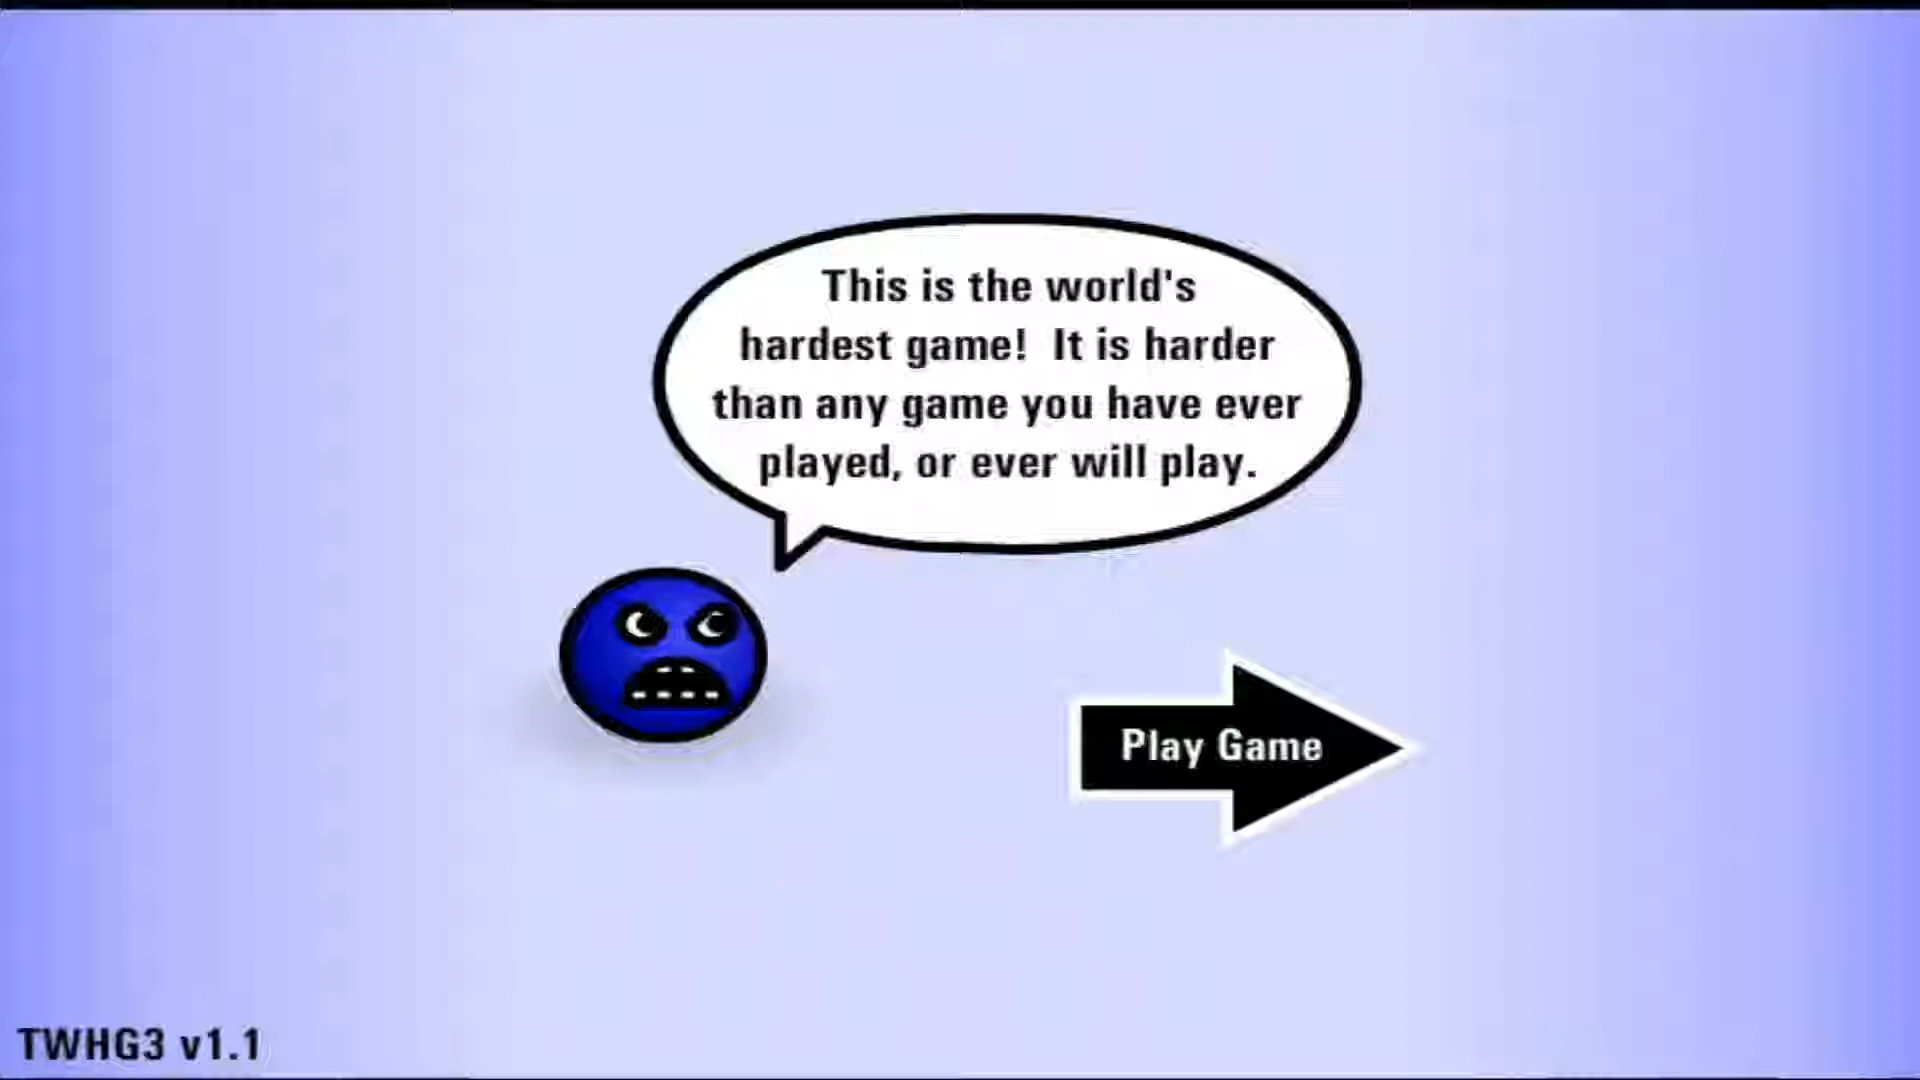 This is the world's
hardest game!  It is harder
than any game you have ever
played, or ever will play.
Play Game
TWHG3 v1.1